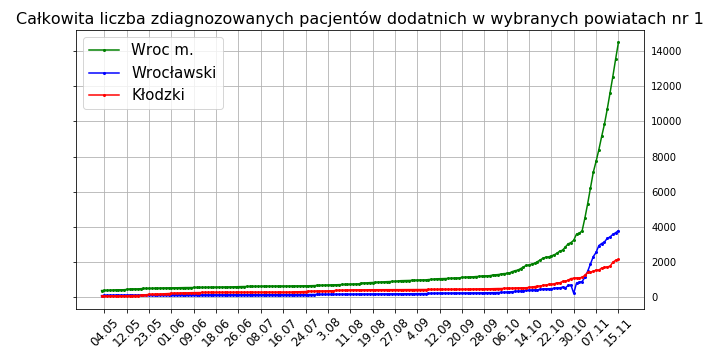 Całkowita liczba zdiagnozowanych pacjentów dodatnich w wybranych powiatach nr 1
Wroc m.
Wrocławski
Kłodzki
14000
12000
10000
8000
6000
4000
2000
0
04.05 12.05 23.05 01.06 09.06 18.06 26.06 08.07 16.07 24.07 3.08 11.08 19.08 27.08 4.09 12.09 20.09 28.09 06.10 14.10 22.10 30.10 07.11 15.11